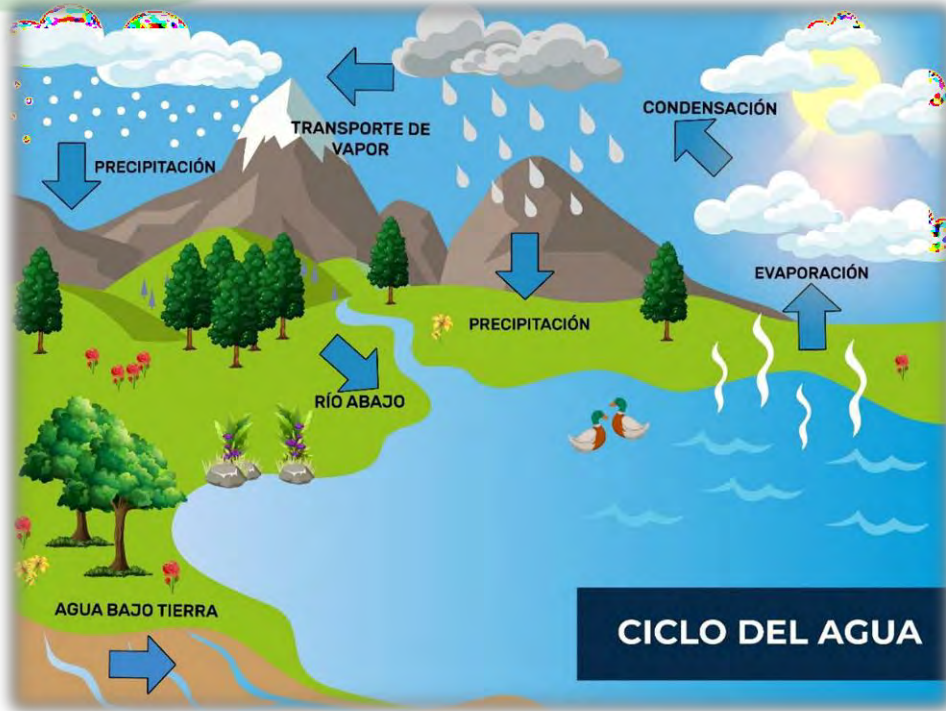 CONDENSACIÓN
TRANSPORTE DE
VAPOR
PRECIPITACIÓN
EVAPORACIÓN
PRECIPITACIÓN
RÍO ABAJO
AGUA BAJO TIERRA
CICLO DEL AGUA